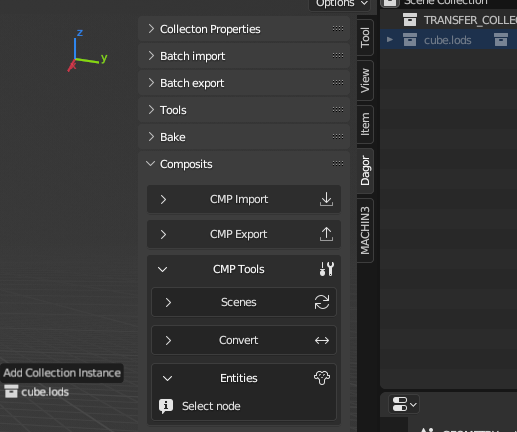 Options
Scene Collection
TRANSFER_COLLEC
cube.lods
z
y
Collecton Properties
Batch import
Batch export
Tools
Bake
Composits
CMP Import
CMP Export
CMP Tools
Scenes
Convert
Entities
Select node
Tool
View
Item
Dagor
MACHIN3
Add Collection Instance
cube.lods